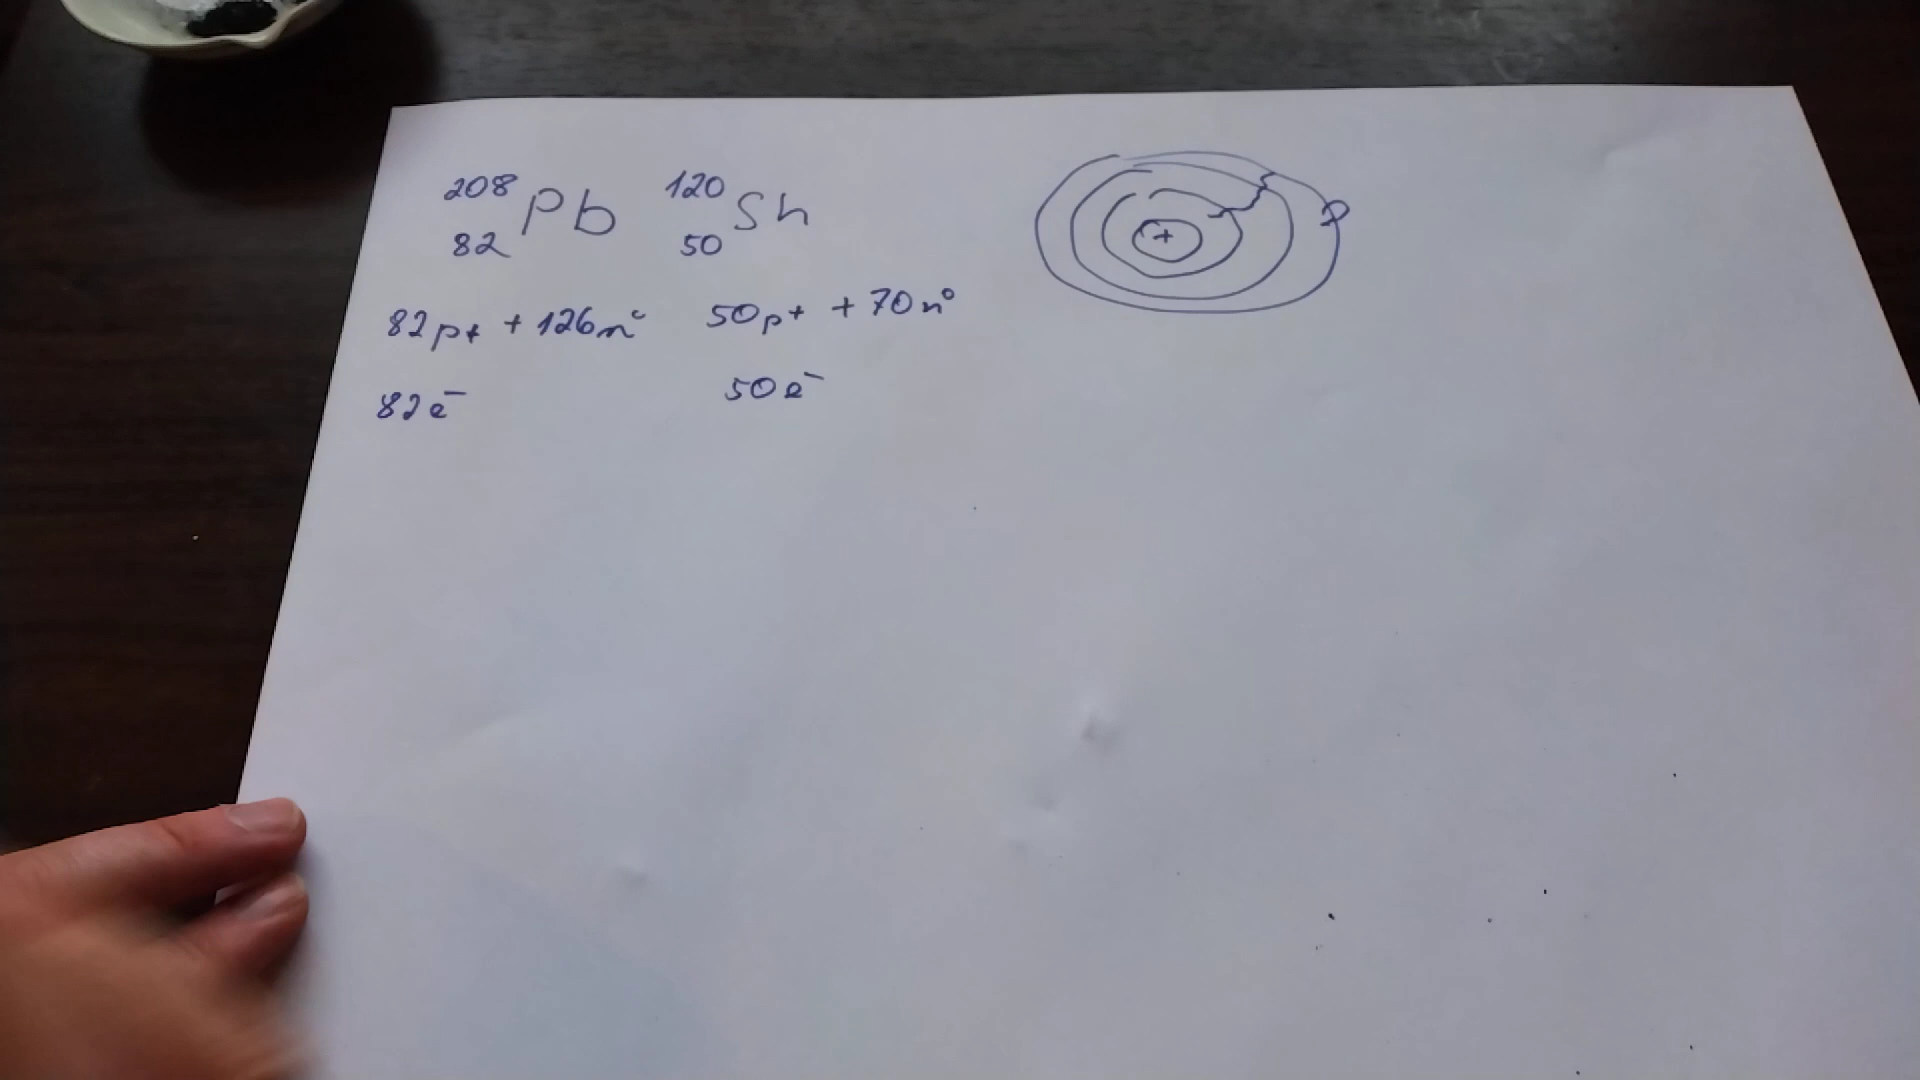 208 Pb 120 Sn
82 50
82p+ + 126n° 50p+ + 70n°
82e⁻ 50e⁻
+
P